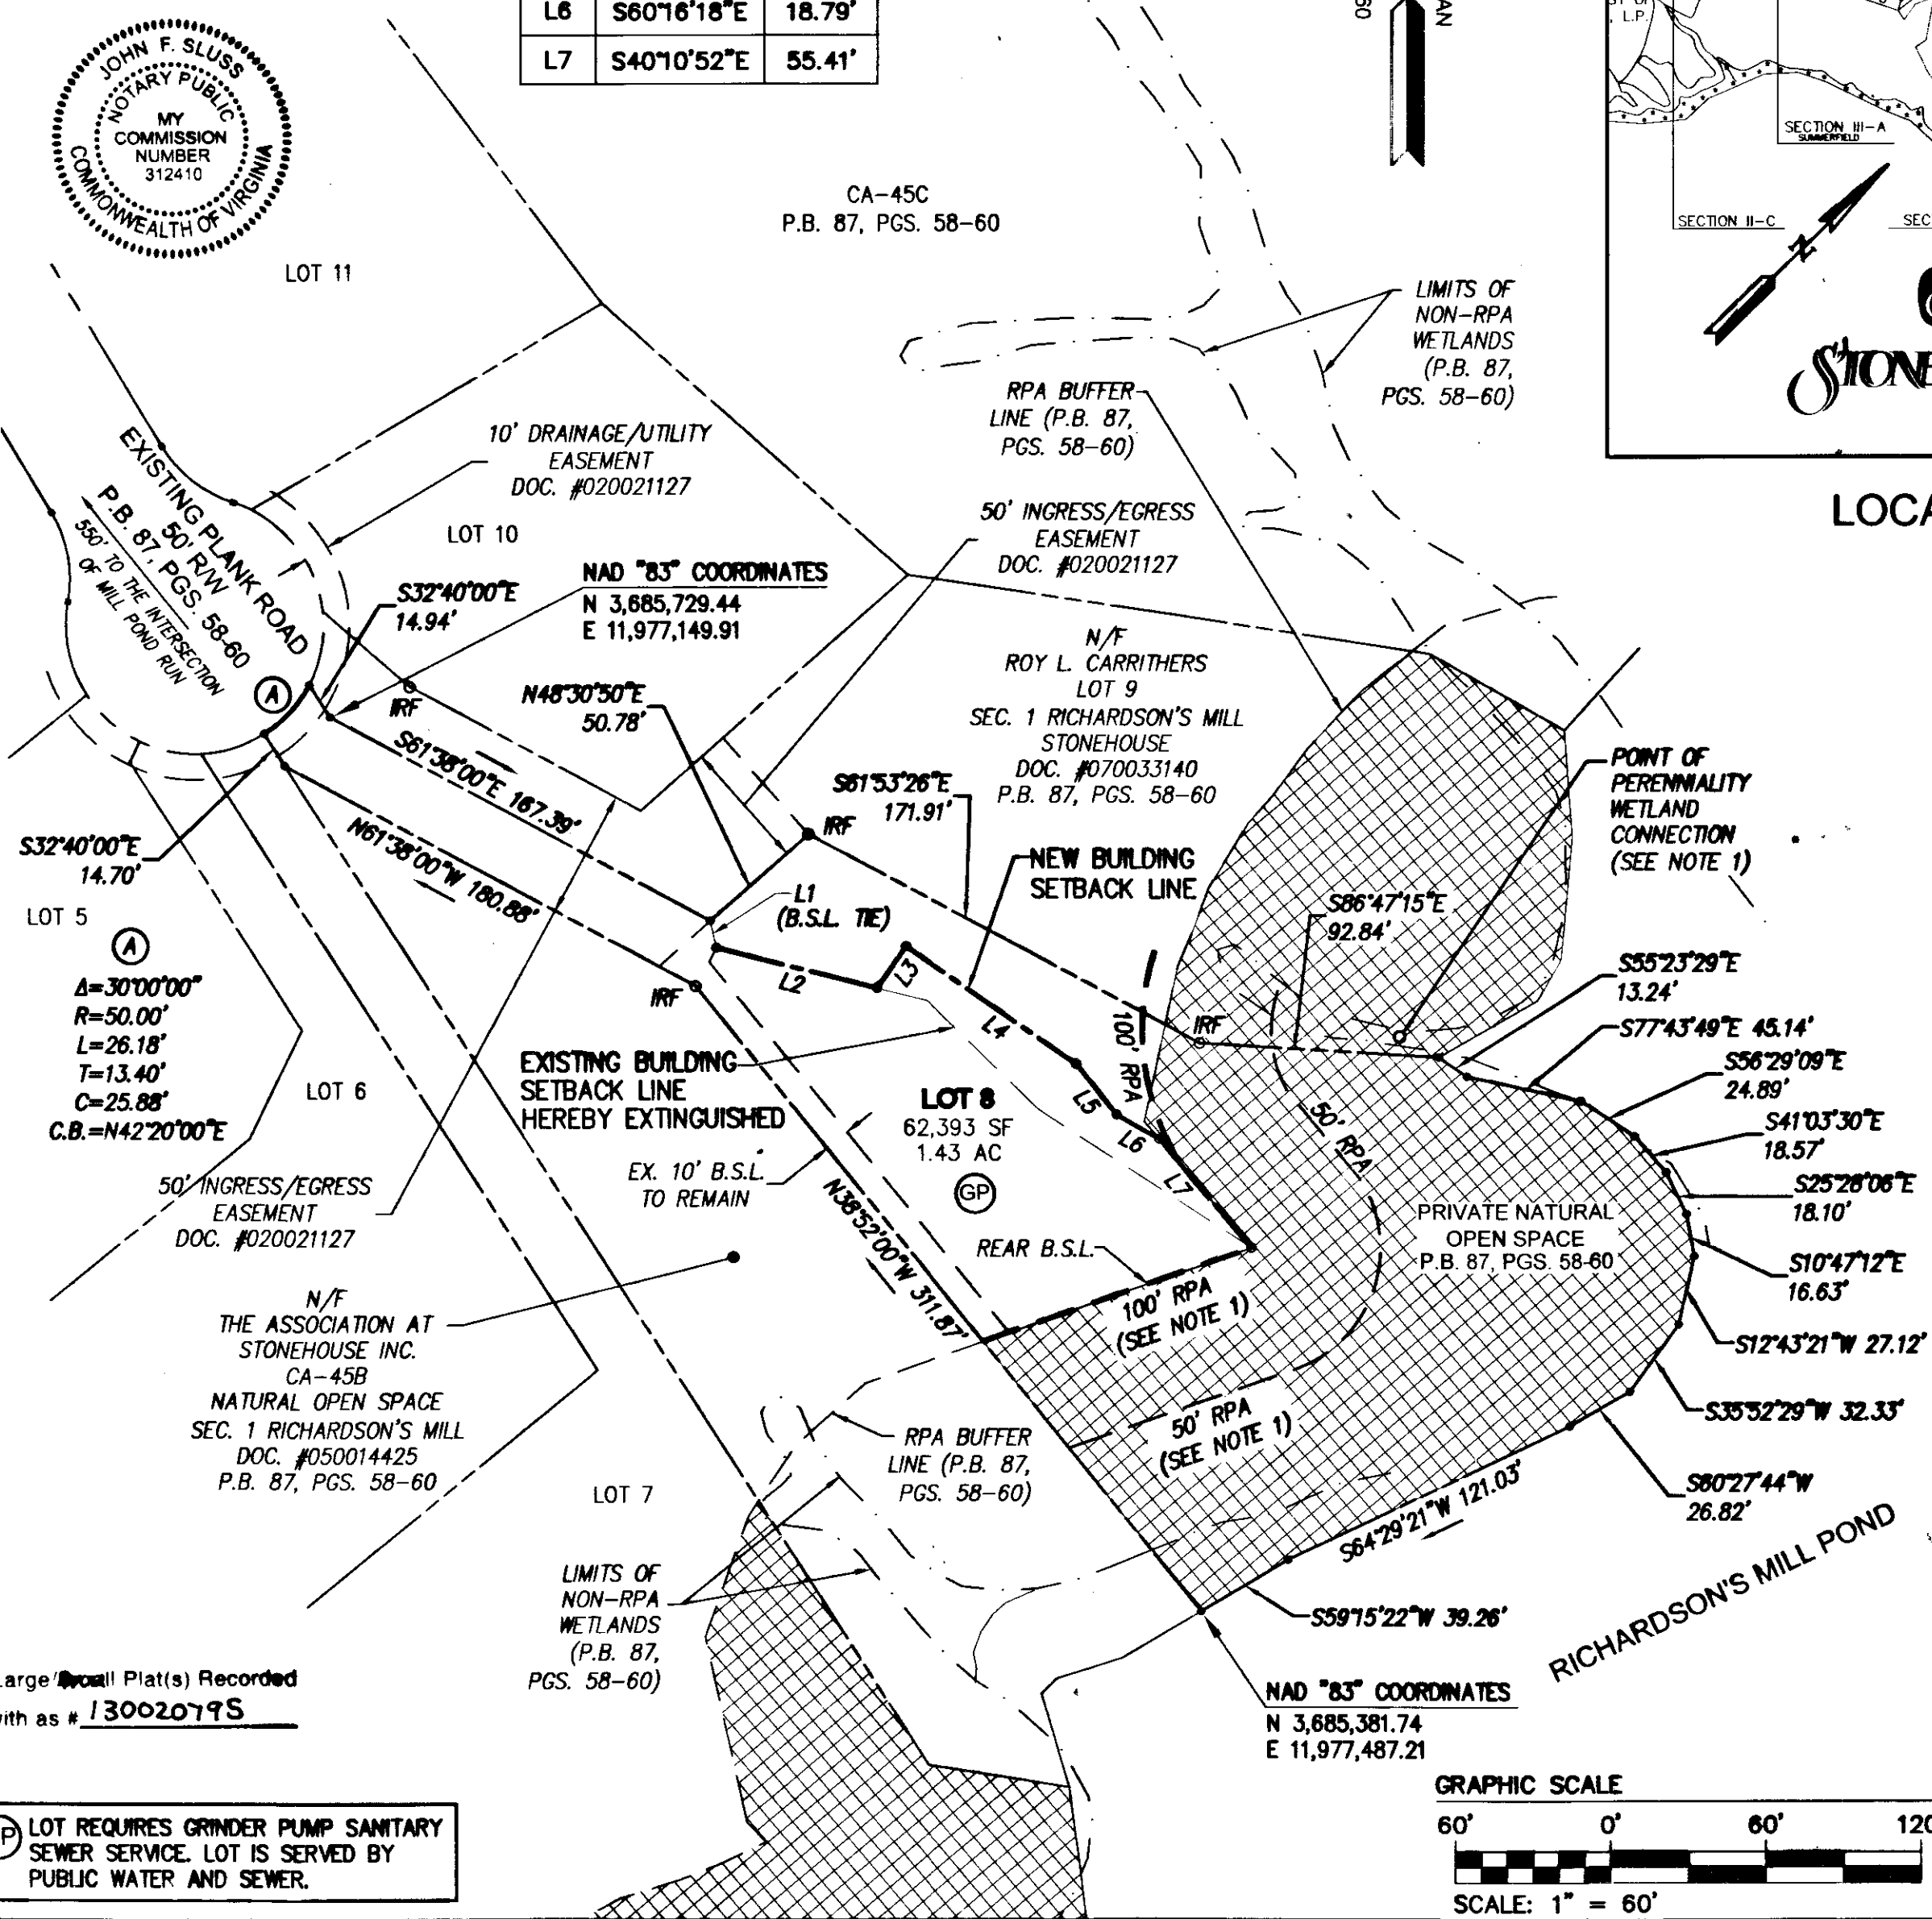 L6 S60°16'18"E 18.79'
L7 S40°10'52"E 55.41'
JOHN F. SLUSS
NOTARY PUBLIC
MY
COMMISSION
NUMBER
312410
COMMONWEALTH OF VIRGINIA
LOT 11
CA-45C
P.B. 87, PGS. 58-60
AN
60
L.P.
SECTION III-A
SUMMERFIELD
SECTION II-C
SEC
N
STONE
LOCA
LIMITS OF
NON-RPA
WETLANDS
(P.B. 87,
PGS. 58-60)
RPA BUFFER
LINE (P.B. 87,
PGS. 58-60)
10' DRAINAGE/UTILITY
EASEMENT
DOC. #020021127
50' INGRESS/EGRESS
EASEMENT
DOC. #020021127
LOT 10
EXISTING PLANK ROAD
50' R/W
P.B. 87, PGS. 58-60
550' TO THE INTERSECTION
OF MILL POND RUN
S32°40'00"E
14.94'
NAD "83" COORDINATES
N 3,685,729.44
E 11,977,149.91
A
IRF
N48°30'50"E
50.78'
N/F
ROY L. CARRITHERS
LOT 9
SEC. 1 RICHARDSON'S MILL
STONEHOUSE
DOC. #070033140
P.B. 87, PGS. 58-60
POINT OF
PERENNIALITY
WETLAND
CONNECTION
(SEE NOTE 1)
S61°38'00"E 167.39'
N61°38'00"W 180.88'
S61°53'26"E
171.91'
IRF
NEW BUILDING
SETBACK LINE
S32°40'00"E
14.70'
LOT 5
L1
(B.S.L. TIE)
L2
L3
L4
L5
L6
L7
S86°47'15"E
92.84'
S55°23'29"E
13.24'
S77°43'49"E 45.14'
S56°29'09"E
24.89'
S41°03'30"E
18.57'
S25°28'06"E
18.10'
S10°47'12"E
16.63'
S12°43'21"W 27.12'
S35°52'29"W 32.33'
S60°27'44"W
26.82'
S64°29'21"W 121.03'
S59°15'22"W 39.26'
A
Δ=30°00'00"
R=50.00'
L=26.18'
T=13.40'
C=25.88'
C.B.=N42°20'00"E
IRF
IRF
100' RPA
50' RPA
EXISTING BUILDING
SETBACK LINE
HEREBY EXTINGUISHED
LOT 6
LOT 8
62,393 SF
1.43 AC
GP
EX. 10' B.S.L.
TO REMAIN
50' INGRESS/EGRESS
EASEMENT
DOC. #020021127
N38°52'00"W 311.87'
REAR B.S.L.
PRIVATE NATURAL
OPEN SPACE
P.B. 87, PGS. 58-60
100' RPA
(SEE NOTE 1)
50' RPA
(SEE NOTE 1)
N/F
THE ASSOCIATION AT
STONEHOUSE INC.
CA-45B
NATURAL OPEN SPACE
SEC. 1 RICHARDSON'S MILL
DOC. #050014425
P.B. 87, PGS. 58-60
RPA BUFFER
LINE (P.B. 87,
PGS. 58-60)
LOT 7
LIMITS OF
NON-RPA
WETLANDS
(P.B. 87,
PGS. 58-60)
RICHARDSON'S MILL POND
NAD "83" COORDINATES
N 3,685,381.74
E 11,977,487.21
arge Plat(s) Recorded
with as #
P
LOT REQUIRES GRINDER PUMP SANITARY
SEWER SERVICE. LOT IS SERVED BY
PUBLIC WATER AND SEWER.
GRAPHIC SCALE
60' 0' 60' 120
SCALE: 1" = 60'